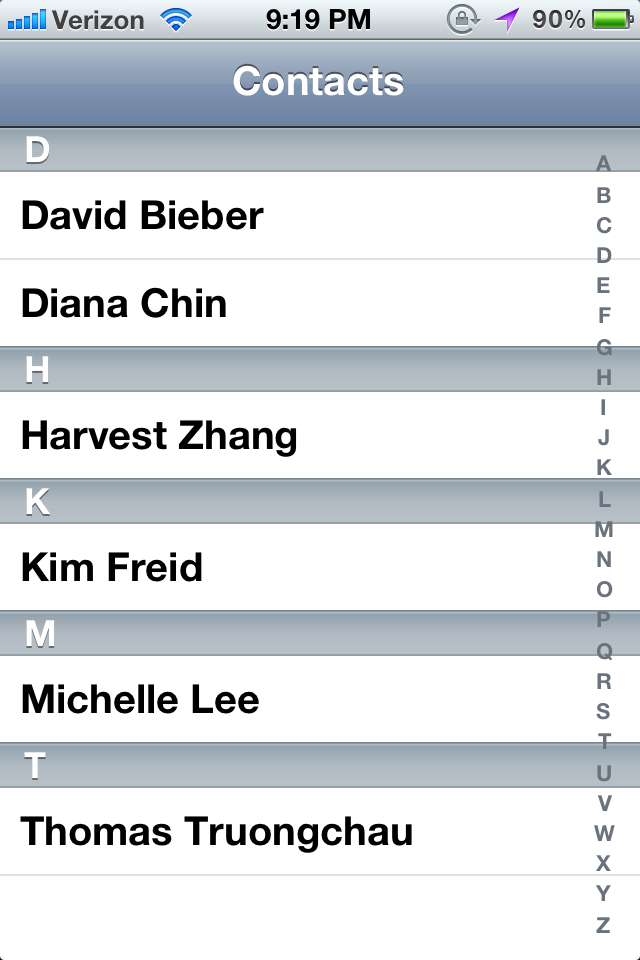 Verizon 9:19 PM 90%
Contacts
D
David Bieber
Diana Chin
H
Harvest Zhang
K
Kim Freid
M
Michelle Lee
T
Thomas Truongchau
A
B
C
D
E
F
G
H
I
J
K
L
M
N
O
P
Q
R
S
T
U
V
W
X
Y
Z